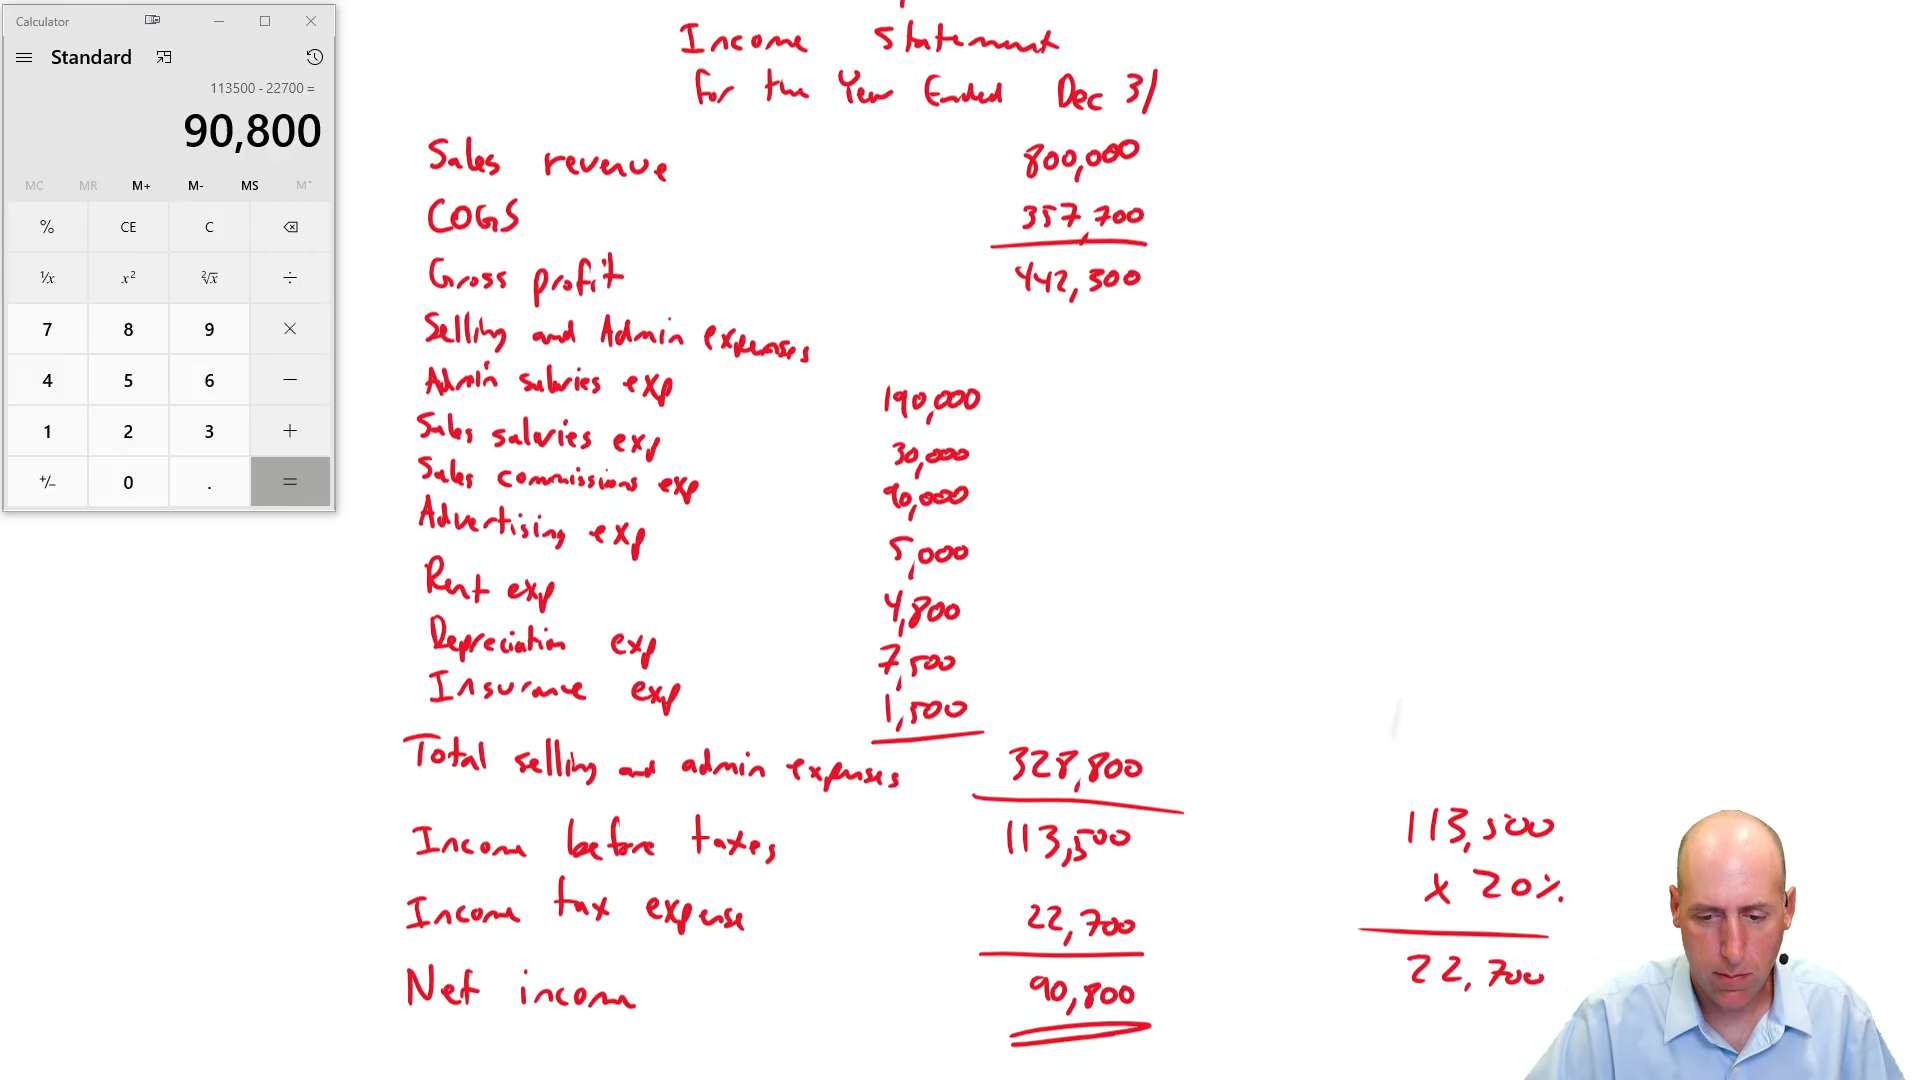 Calculator
Standard
113500 - 22700 =
90,800
MC MR M+ M- MS M˅
% CE C
⅟x x² ²√x ÷
7 8 9 ×
4 5 6 −
1 2 3 +
+/− 0 . =
Income Statement
For the Year Ended Dec 31
Sales revenue 800,000
COGS 357,700
Gross profit 442,300
Selling and Admin expenses
Admin salaries exp 190,000
Sales salaries exp 30,000
Sales commissions exp 90,000
Advertising exp 5,000
Rent exp 4,800
Depreciation exp 7,500
Insurance exp 1,500
Total selling and admin expenses 328,800
Income before taxes 113,500
Income tax expense 22,700
Net income 90,800
113,500
x 20%
22,700